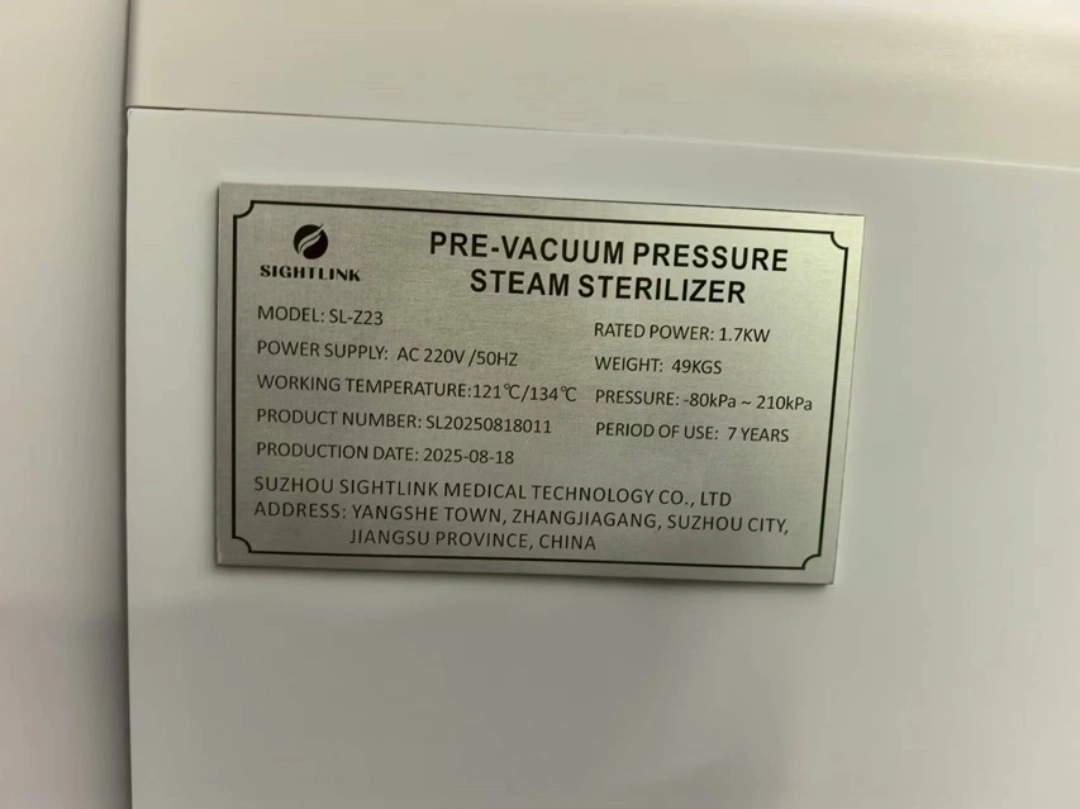 SIGHTLINK
PRE-VACUUM PRESSURE
STEAM STERILIZER
MODEL: SL-Z23
RATED POWER: 1.7KW
POWER SUPPLY: AC 220V /50HZ
WEIGHT: 49KGS
WORKING TEMPERATURE:121℃/134℃
PRESSURE: -80kPa ~ 210kPa
PRODUCT NUMBER: SL20250818011
PERIOD OF USE: 7 YEARS
PRODUCTION DATE: 2025-08-18
SUZHOU SIGHTLINK MEDICAL TECHNOLOGY CO., LTD
ADDRESS: YANGSHE TOWN, ZHANGJIAGANG, SUZHOU CITY,
JIANGSU PROVINCE, CHINA